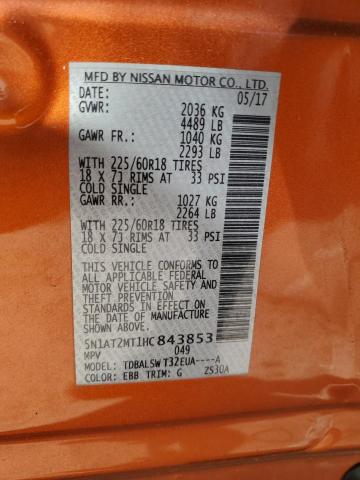 MFD BY NISSAN MOTOR CO., LTD.
DATE: 05/17
GVWR: 2036 KG
4489 LB
GAWR FR.: 1040 KG
2293 LB
WITH 225/60R18 TIRES
18 X 7J RIMS AT 33 PSI
COLD SINGLE
GAWR RR.: 1027 KG
2264 LB
WITH 225/60R18 TIRES
18 X 7J RIMS AT 33 PSI
COLD SINGLE
THIS VEHICLE CONFORMS TO
ALL APPLICABLE FEDERAL
MOTOR VEHICLE SAFETY AND
THEFT PREVENTION
STANDARDS IN EFFECT ON
THE DATE OF MANUFACTURE
SHOWN ABOVE.
5N1AT2MT1HC843853
MPV 049
MODEL: TDBALSW T32EUA----A
COLOR: EBB TRIM: G ZS30A